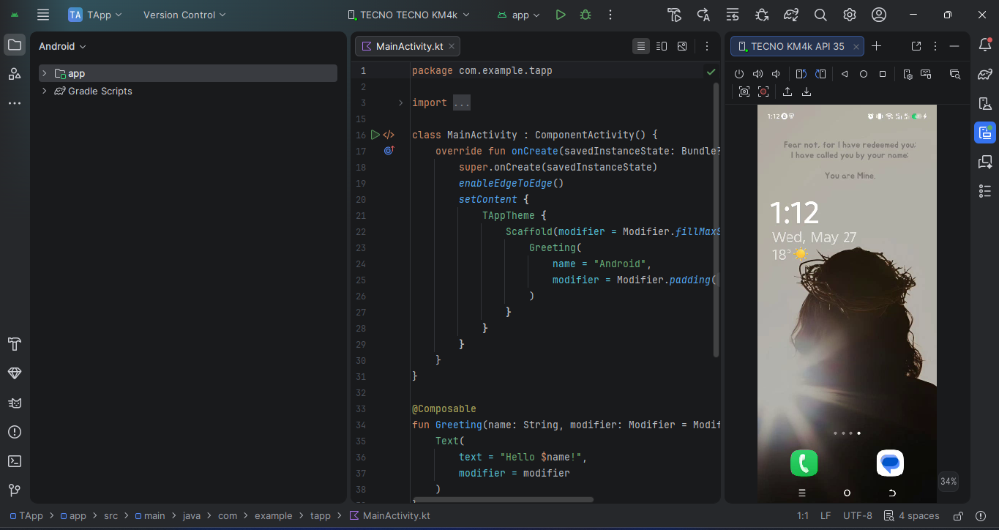 TA TApp Version Control TECNO TECNO KM4k app
Android
app
Gradle Scripts
MainActivity.kt
1 package com.example.tapp
2
3 import ...
15
16 class MainActivity : ComponentActivity() {
17 override fun onCreate(savedInstanceState: Bundle?
18 super.onCreate(savedInstanceState)
19 enableEdgeToEdge()
20 setContent {
21 TAppTheme {
22 Scaffold(modifier = Modifier.fillMaxS
23 Greeting(
24 name = "Android",
25 modifier = Modifier.padding(
26 )
27 }
28 }
29 }
30 }
31 }
32
33 @Composable
34 fun Greeting(name: String, modifier: Modifier = Modif
35 Text(
36 text = "Hello $name!",
37 modifier = modifier
38 )
TECNO KM4k API 35
1:12
Fear not, for I have redeemed you;
I have called you by your name;
You are Mine.
1:12
Wed, May 27
18°
34%
TApp > app > src > main > java > com > example > tapp > MainActivity.kt
1:1 LF UTF-8 4 spaces